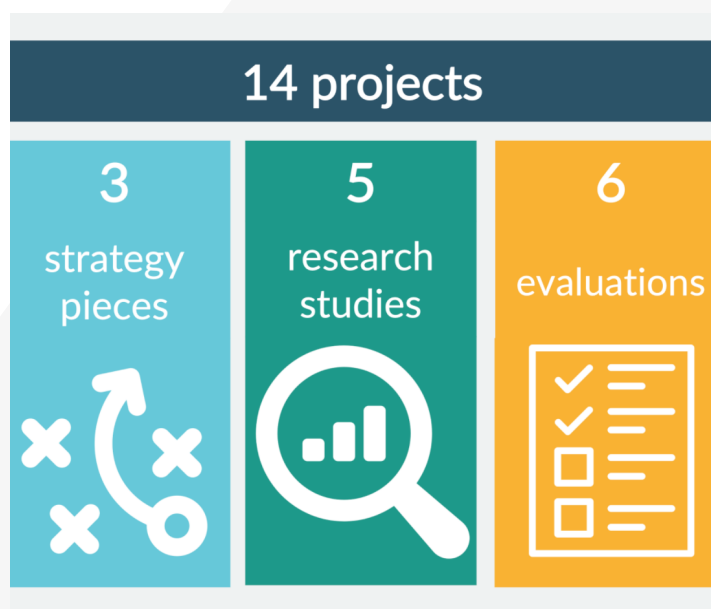 14 projects
3
strategy
pieces
5
research
studies
6
evaluations